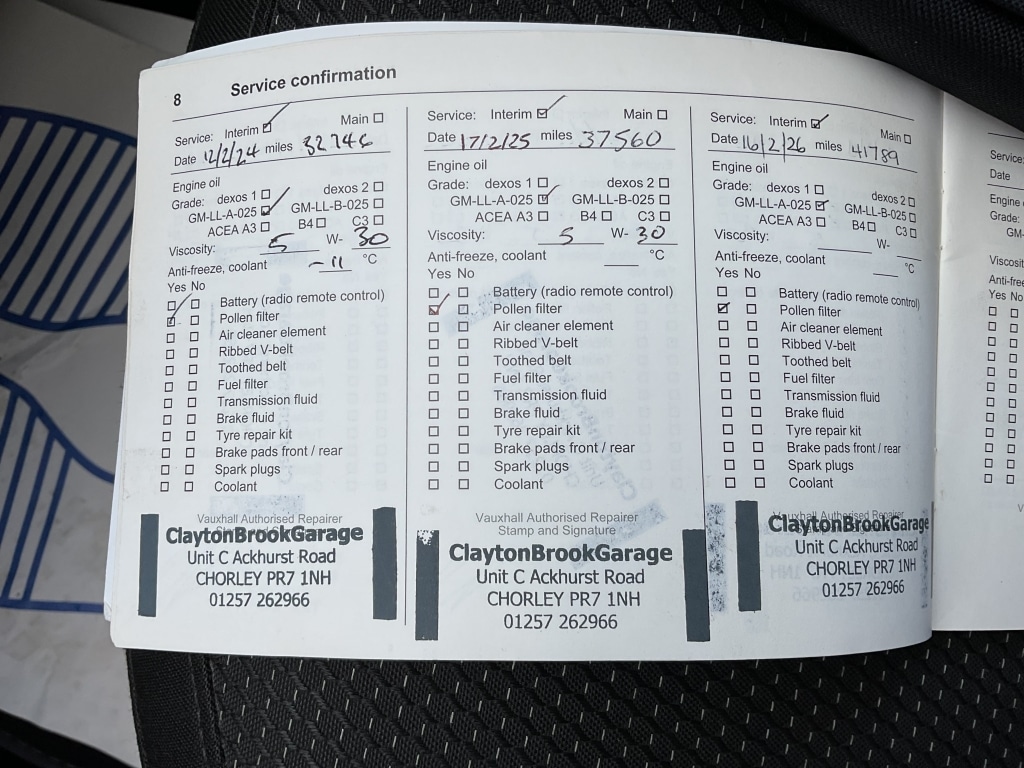 8 Service confirmation
Service: Interim Main
Date 12/2/24 miles 32746
Engine oil
Grade: dexos 1 dexos 2
GM-LL-A-025 GM-LL-B-025
ACEA A3 B4 C3
Viscosity: 5 W- 30
Anti-freeze, coolant -11 °C
Yes No
Battery (radio remote control)
Pollen filter
Air cleaner element
Ribbed V-belt
Toothed belt
Fuel filter
Transmission fluid
Brake fluid
Tyre repair kit
Brake pads front / rear
Spark plugs
Coolant
Vauxhall Authorised Repairer
ClaytonBrookGarage
Unit C Ackhurst Road
CHORLEY PR7 1NH
01257 262966
Service: Interim Main
Date 17/2/25 miles 37560
Engine oil
Grade: dexos 1 dexos 2
GM-LL-A-025 GM-LL-B-025
ACEA A3 B4 C3
Viscosity: 5 W- 30
Anti-freeze, coolant °C
Yes No
Battery (radio remote control)
Pollen filter
Air cleaner element
Ribbed V-belt
Toothed belt
Fuel filter
Transmission fluid
Brake fluid
Tyre repair kit
Brake pads front / rear
Spark plugs
Coolant
Vauxhall Authorised Repairer
Stamp and Signature
ClaytonBrookGarage
Unit C Ackhurst Road
CHORLEY PR7 1NH
01257 262966
Service: Interim Main
Date 16/2/26 miles 41789
Engine oil
Grade: dexos 1 dexos 2
GM-LL-A-025 GM-LL-B-025
ACEA A3 B4 C3
Viscosity: W-
Anti-freeze, coolant °C
Yes No
Battery (radio remote control)
Pollen filter
Air cleaner element
Ribbed V-belt
Toothed belt
Fuel filter
Transmission fluid
Brake fluid
Tyre repair kit
Brake pads front / rear
Spark plugs
Coolant
Vauxhall Authorised Repairer
ClaytonBrookGarage
Unit C Ackhurst Road
CHORLEY PR7 1NH
01257 262966
Service:
Date
Engine
Grade:
GM-
Viscosit
Anti-free
Yes No